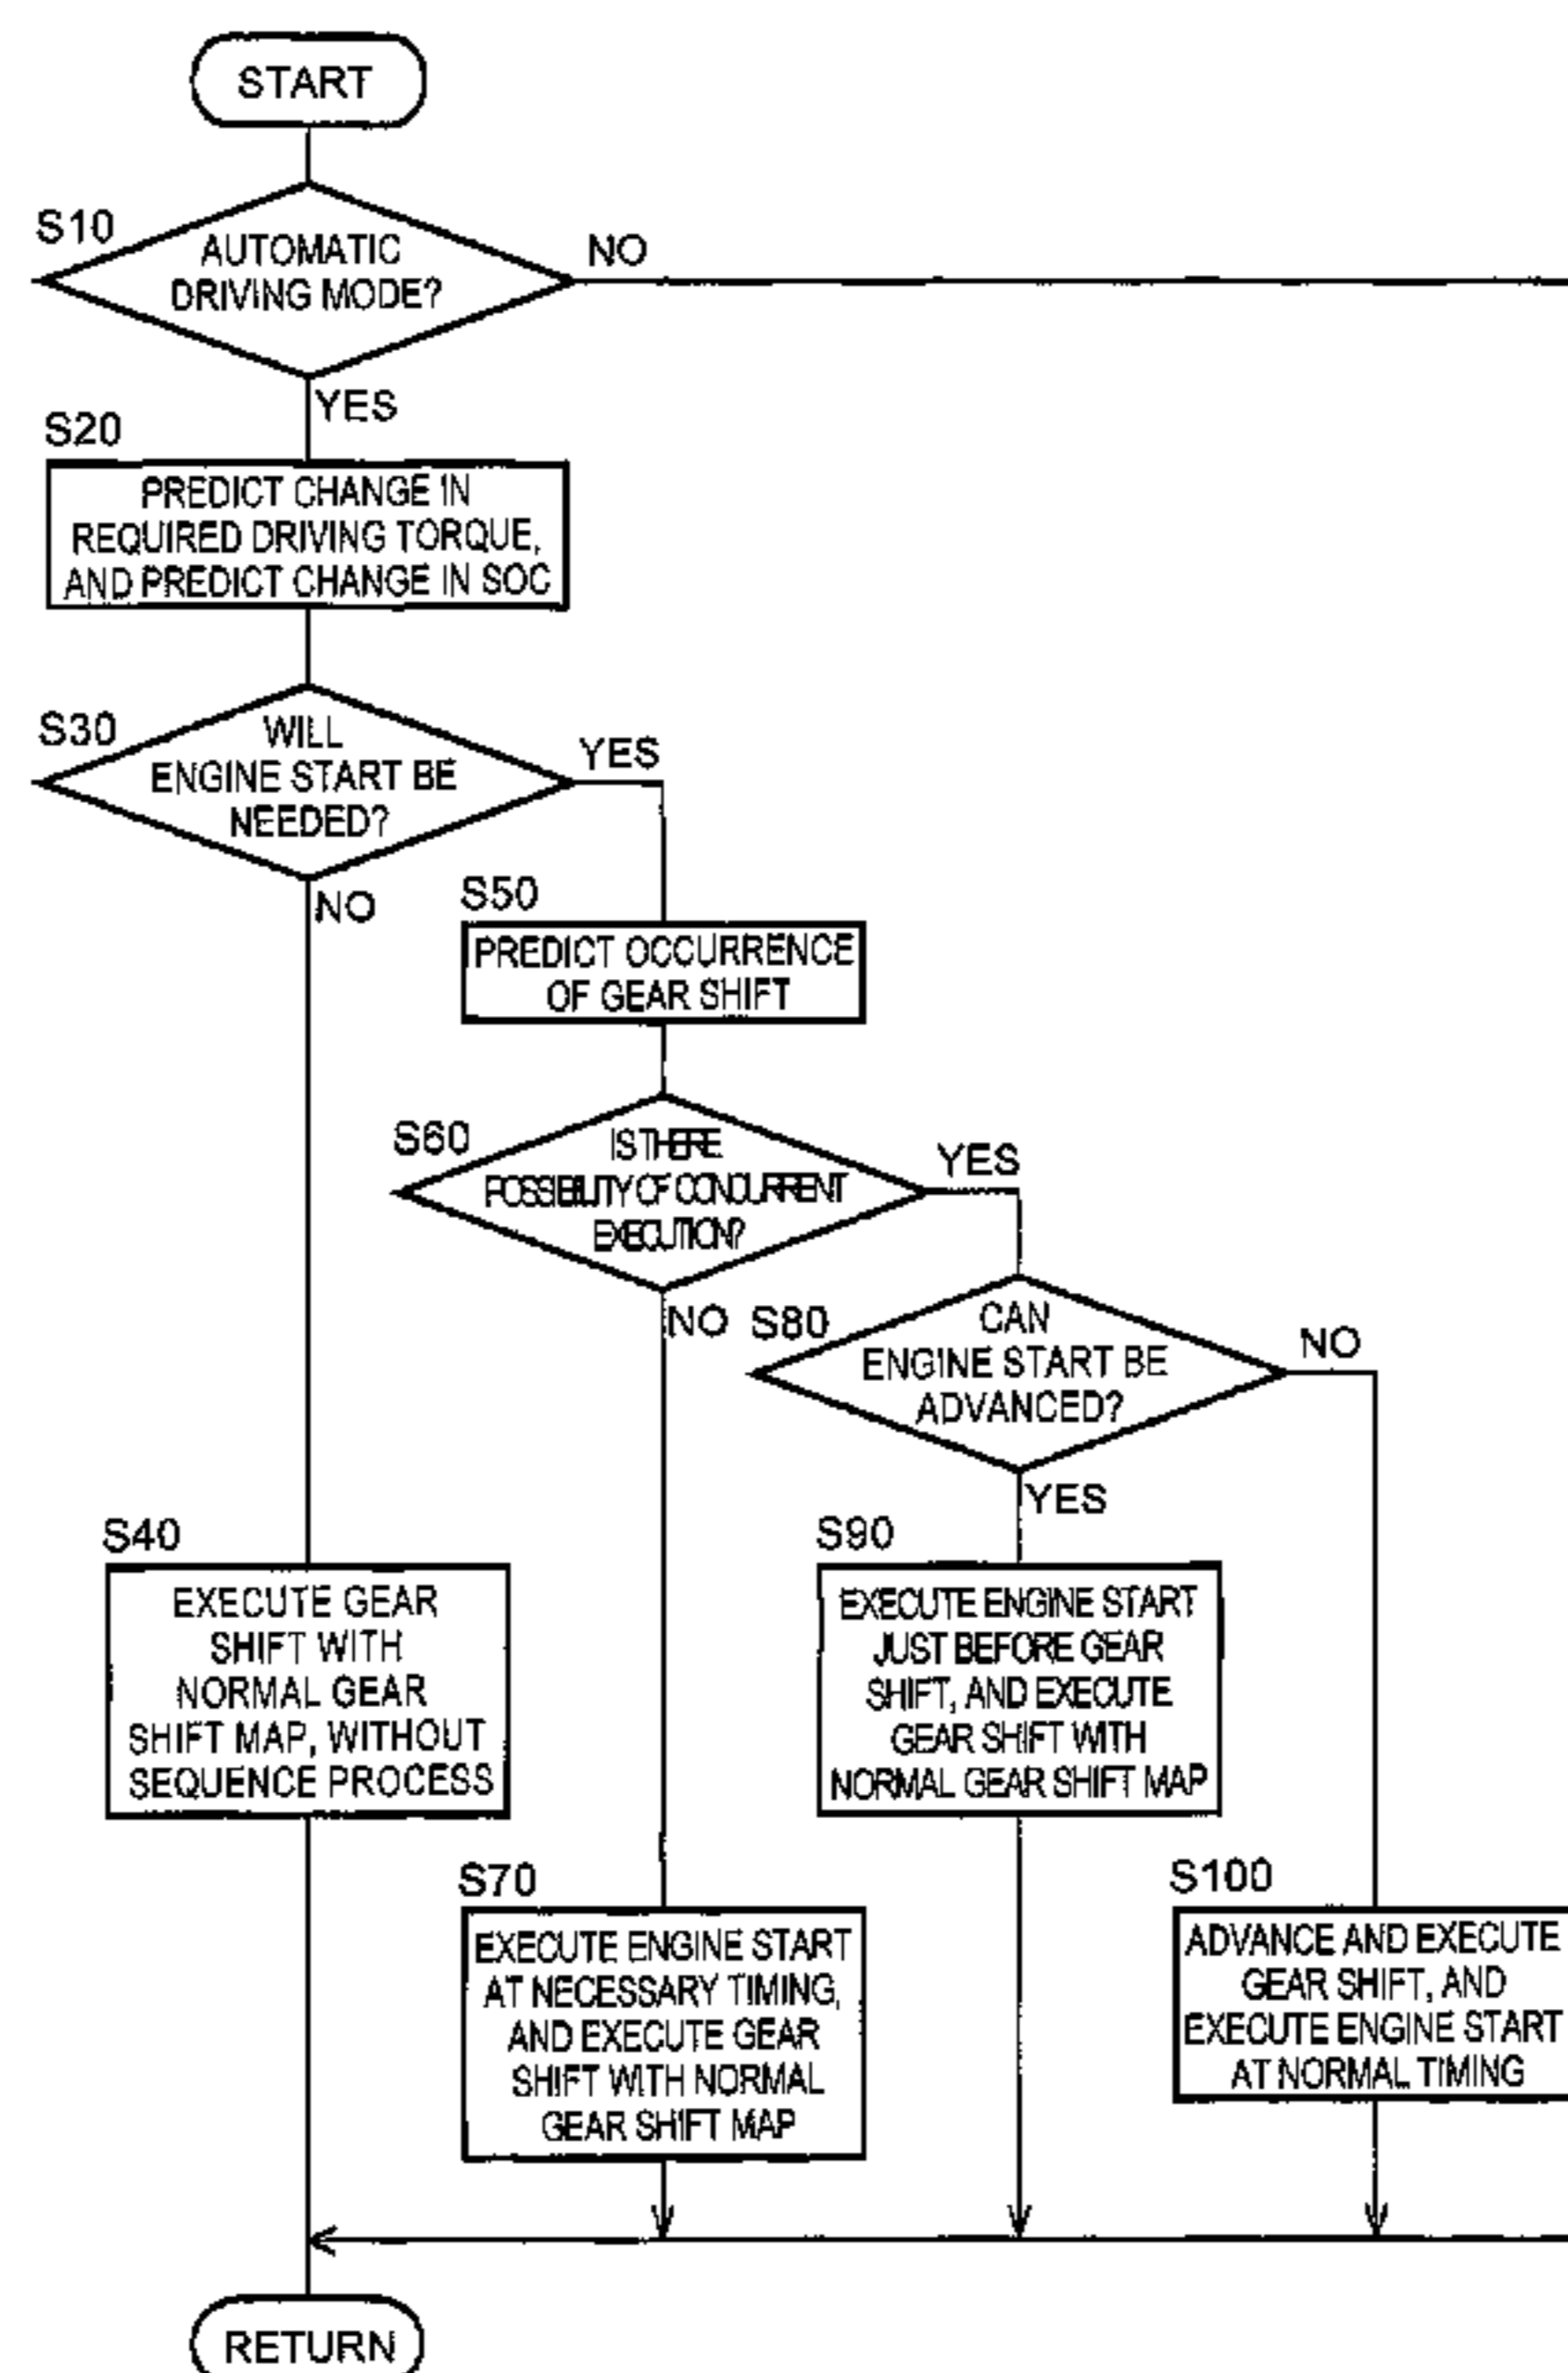 START
S10
AUTOMATIC
DRIVING MODE?
NO
YES
S20
PREDICT CHANGE IN
REQUIRED DRIVING TORQUE,
AND PREDICT CHANGE IN SOC
S30
WILL
ENGINE START BE
NEEDED?
YES
NO
S50
PREDICT OCCURRENCE
OF GEAR SHIFT
S60
IS THERE
POSSIBILITY OF CONCURRENT
EXECUTION?
YES
NO
S80
CAN
ENGINE START BE
ADVANCED?
NO
YES
S40
EXECUTE GEAR
SHIFT WITH
NORMAL GEAR
SHIFT MAP, WITHOUT
SEQUENCE PROCESS
S90
EXECUTE ENGINE START
JUST BEFORE GEAR
SHIFT, AND EXECUTE
GEAR SHIFT WITH
NORMAL GEAR SHIFT MAP
S70
EXECUTE ENGINE START
AT NECESSARY TIMING,
AND EXECUTE GEAR
SHIFT WITH NORMAL
GEAR SHIFT MAP
S100
ADVANCE AND EXECUTE
GEAR SHIFT, AND
EXECUTE ENGINE START
AT NORMAL TIMING
RETURN